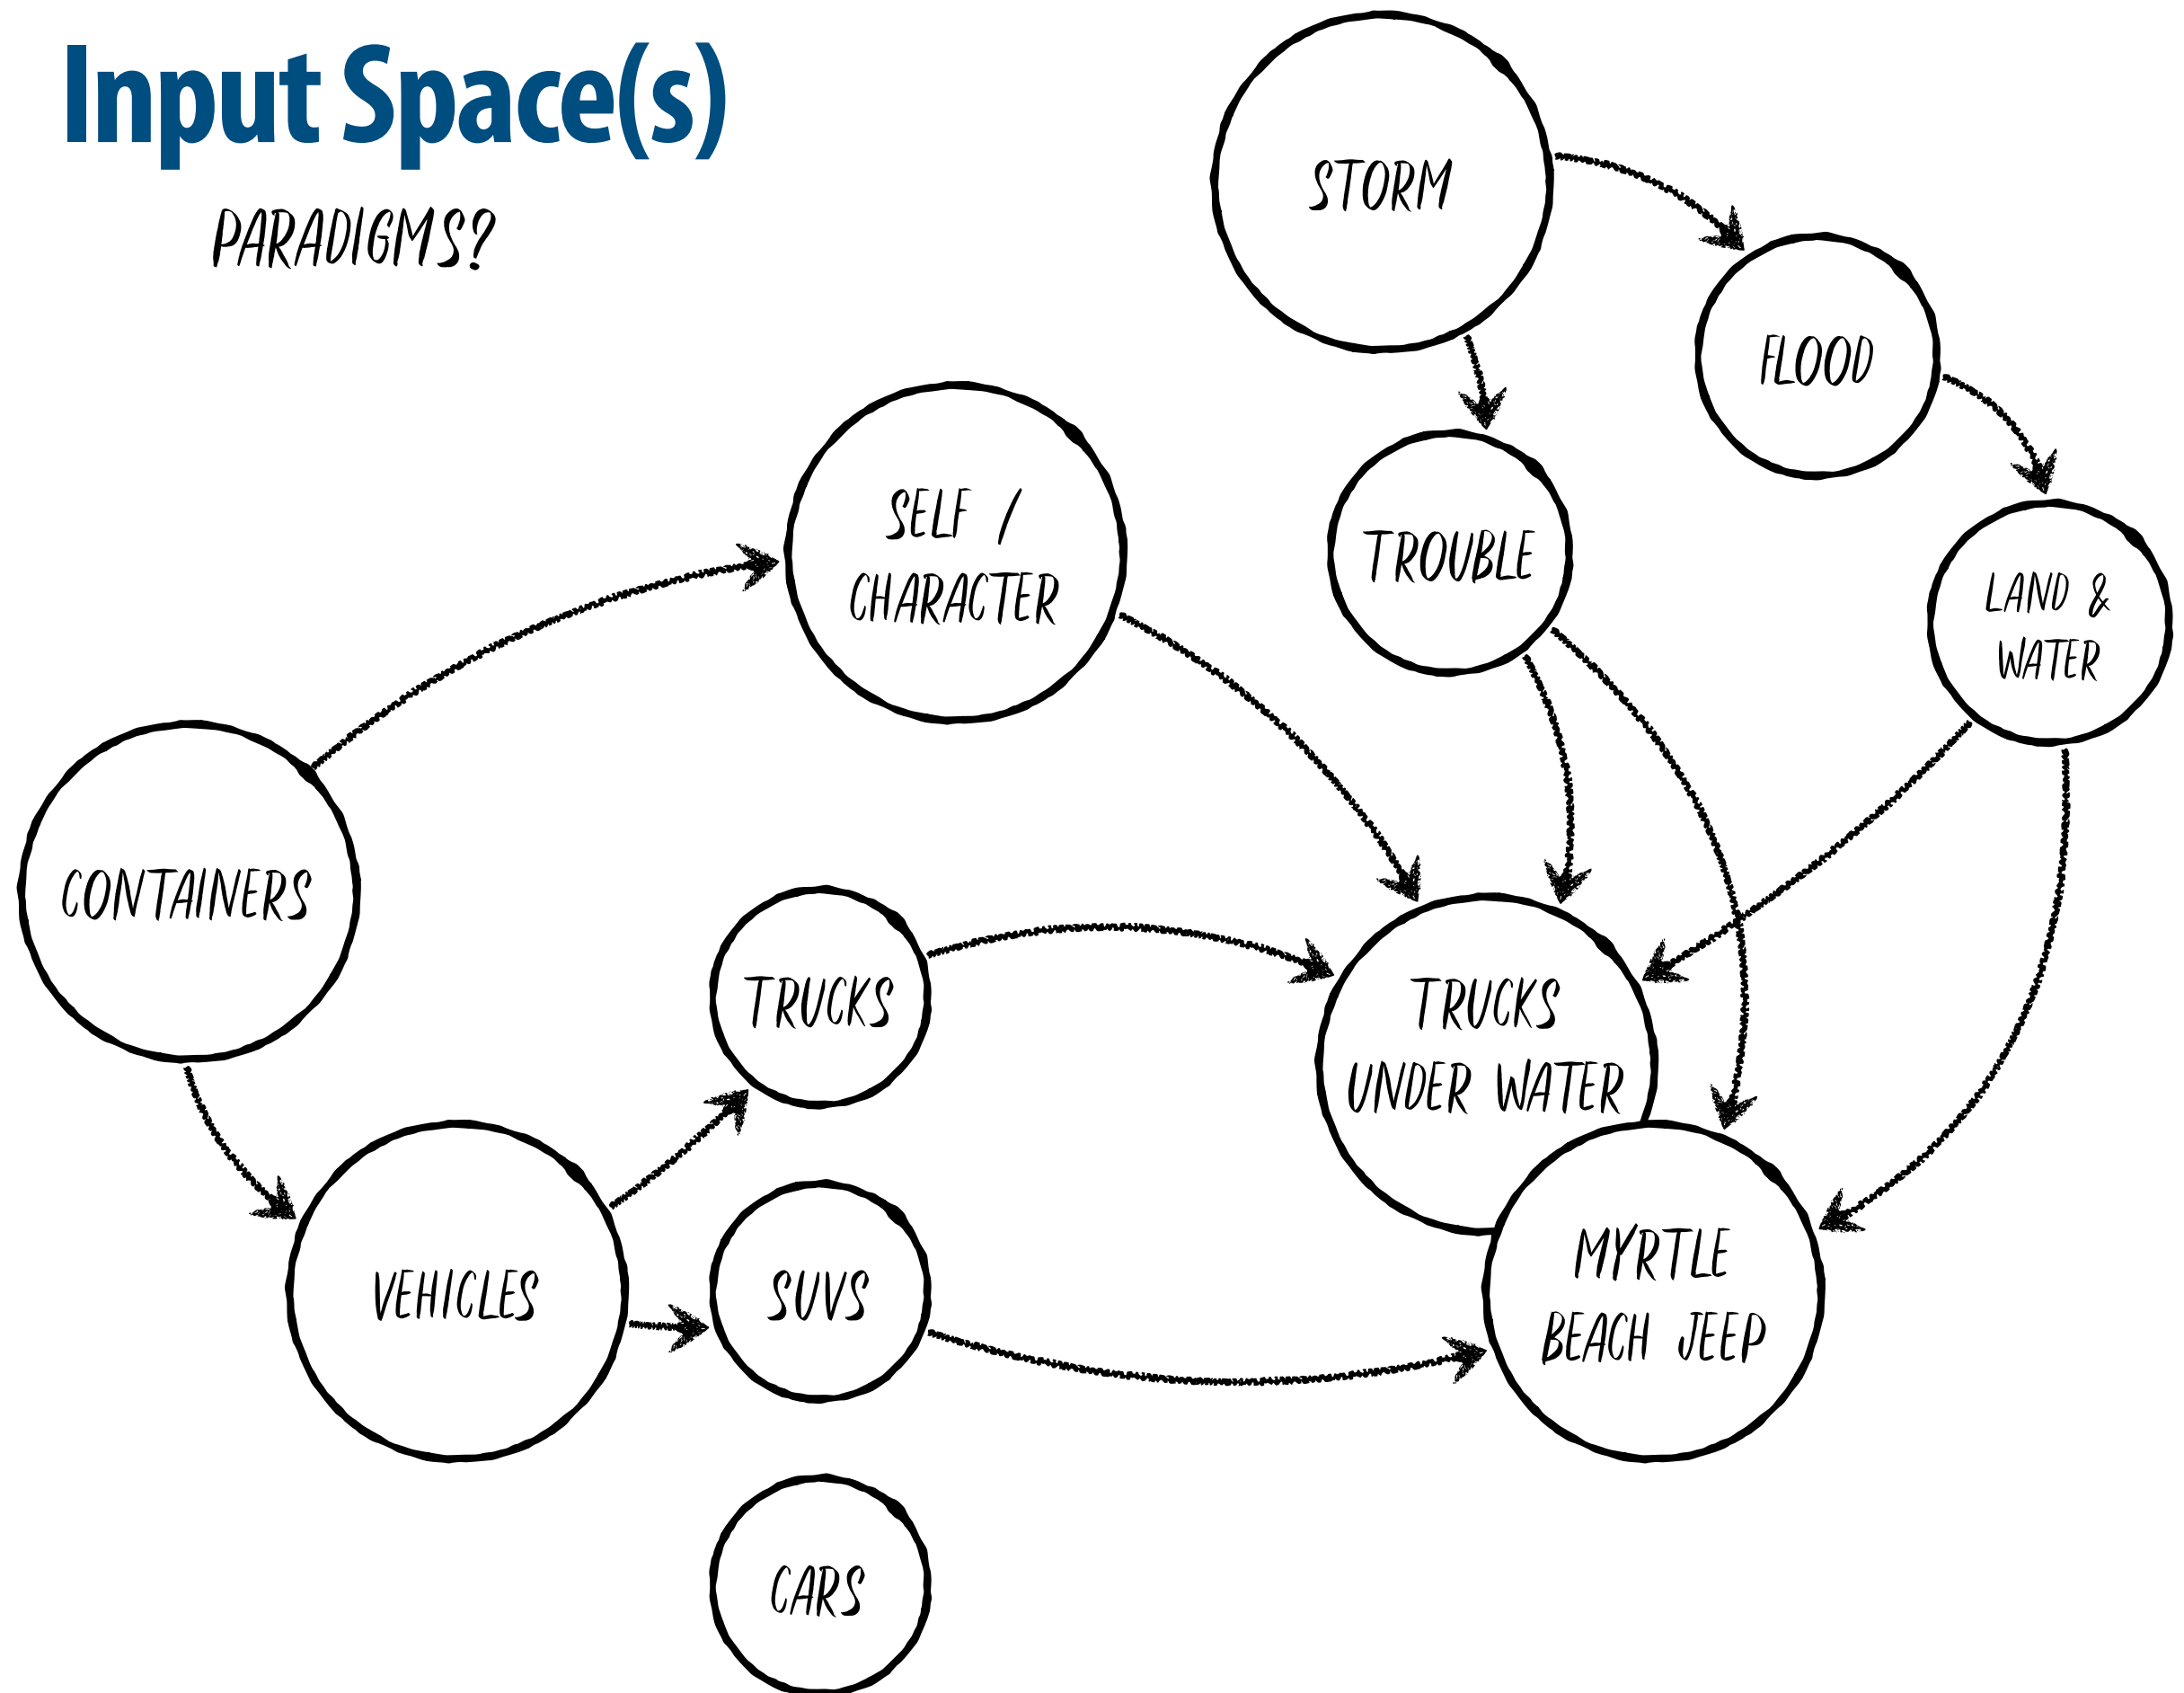 Input Space(s)
PARADIGMS?
STORM
FLOOD
SELF /
CHARACTER
TROUBLE
LAND &
WATER
CONTAINERS
TRUCKS
TRUCKS
UNDER WATER
VEHICLES
SUVS
MYRTLE
BEACH JEEP
CARS